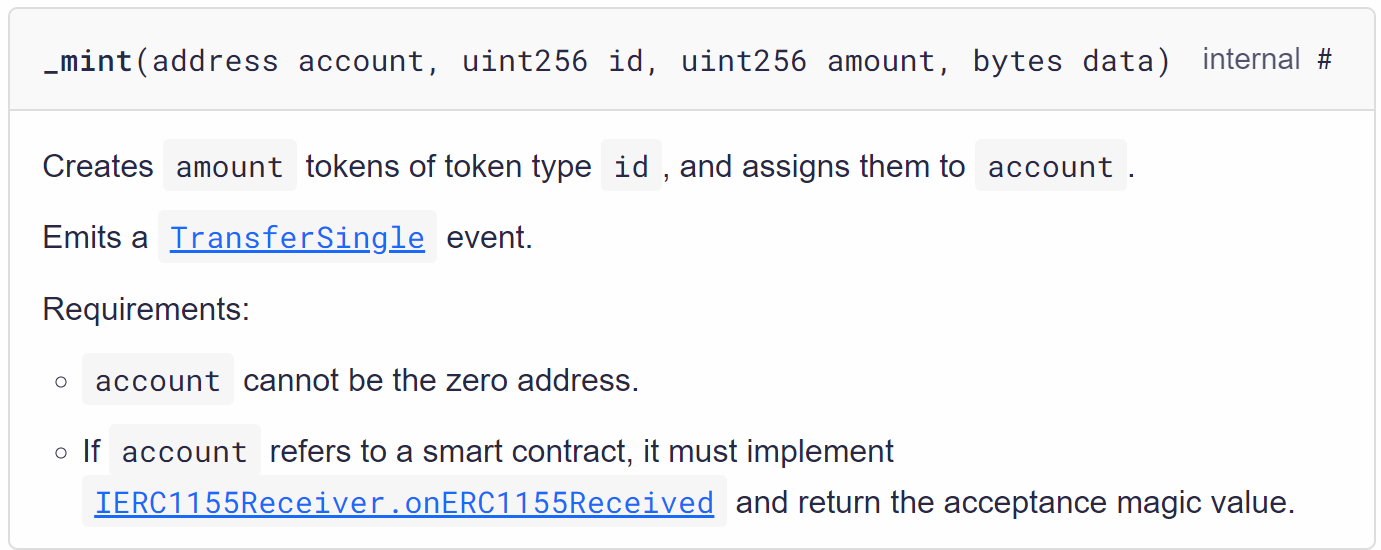 _mint(address account, uint256 id, uint256 amount, bytes data) internal #
Creates amount tokens of token type id, and assigns them to account.
Emits a TransferSingle event.
Requirements:
◦ account cannot be the zero address.
◦ If account refers to a smart contract, it must implement
IERC1155Receiver.onERC1155Received and return the acceptance magic value.